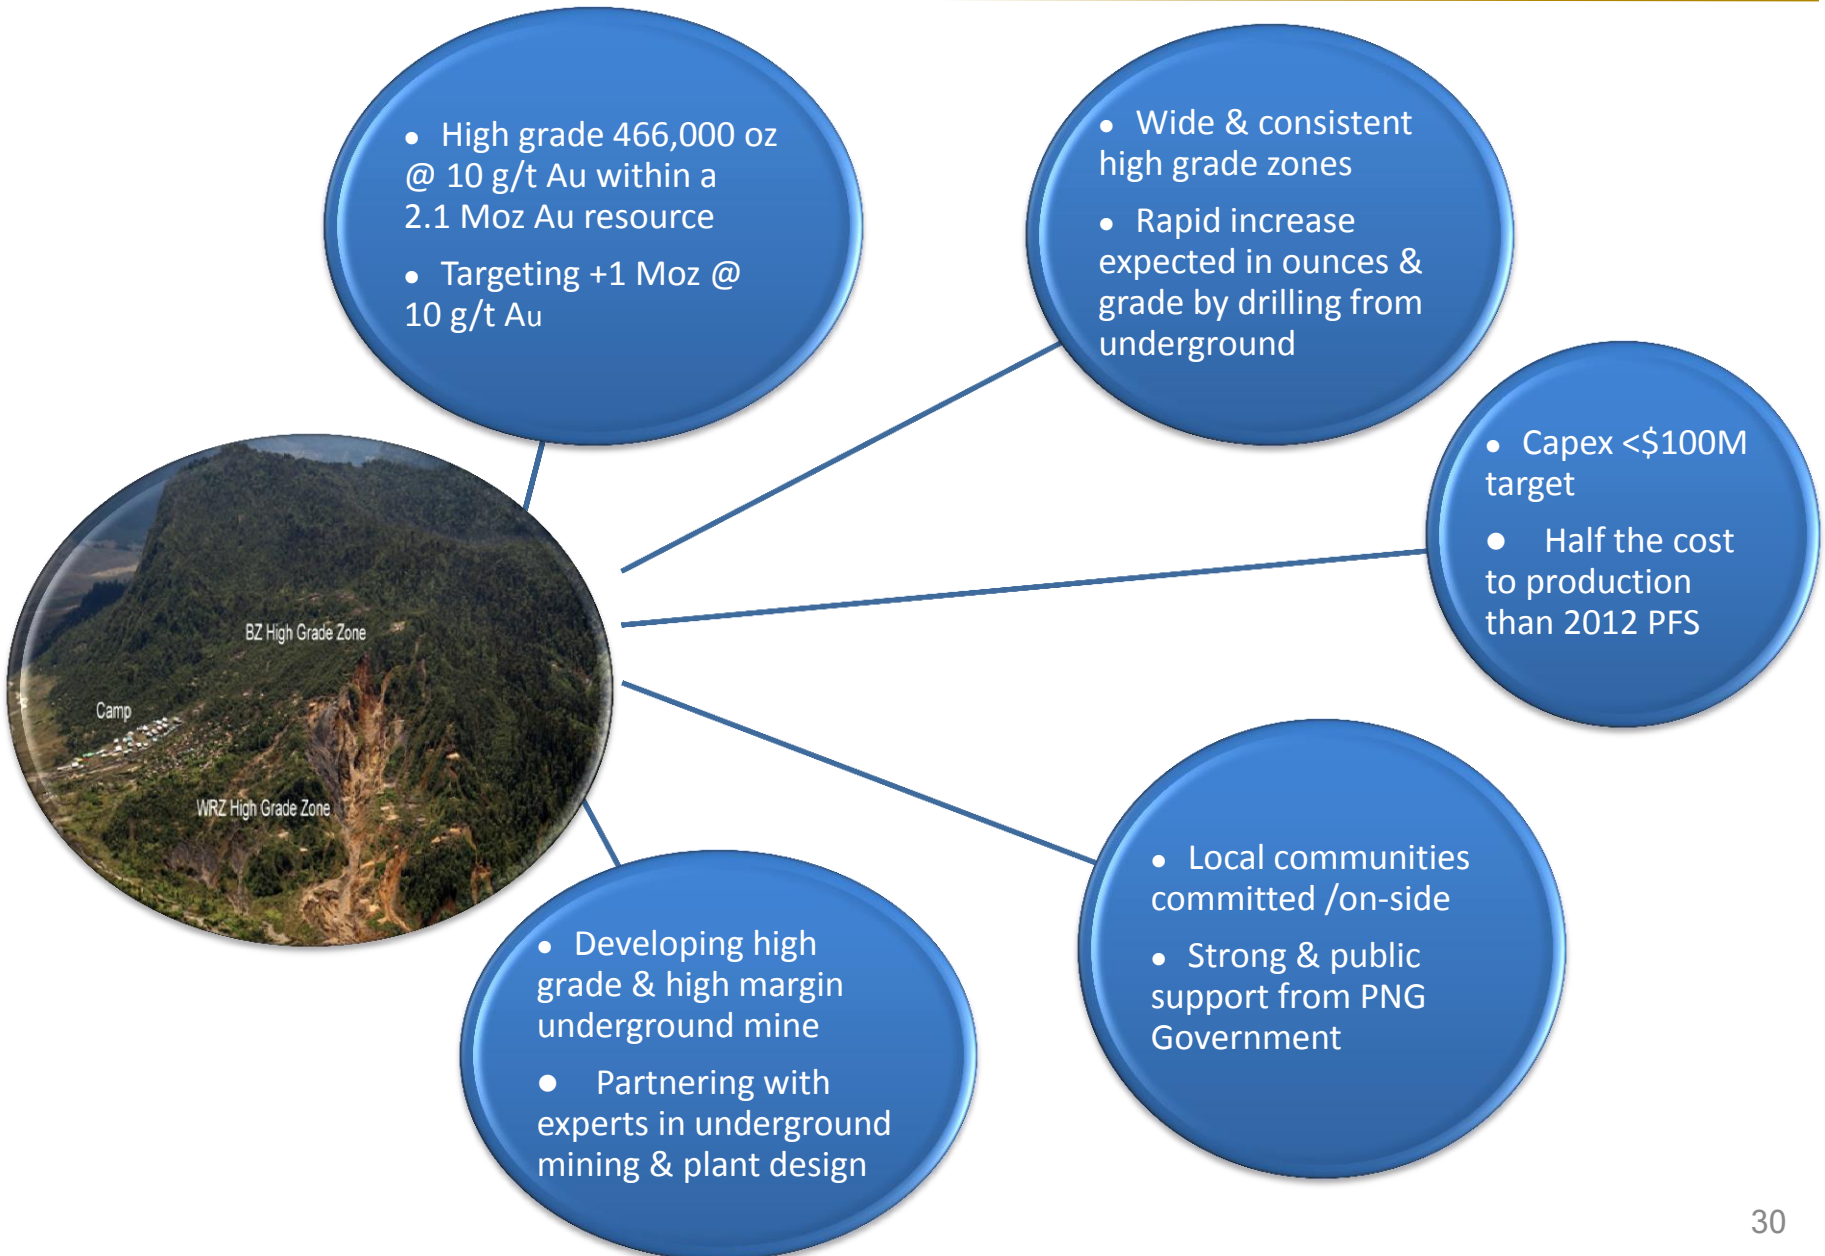 ● High grade 466,000 oz
@ 10 g/t Au within a
2.1 Moz Au resource
● Targeting +1 Moz @
10 g/t Au
● Wide & consistent
high grade zones
● Rapid increase
expected in ounces &
grade by drilling from
underground
● Capex <$100M
target
● Half the cost
to production
than 2012 PFS
BZ High Grade Zone
Camp
WRZ High Grade Zone
● Local communities
committed /on-side
● Strong & public
support from PNG
Government
● Developing high
grade & high margin
underground mine
● Partnering with
experts in underground
mining & plant design
30